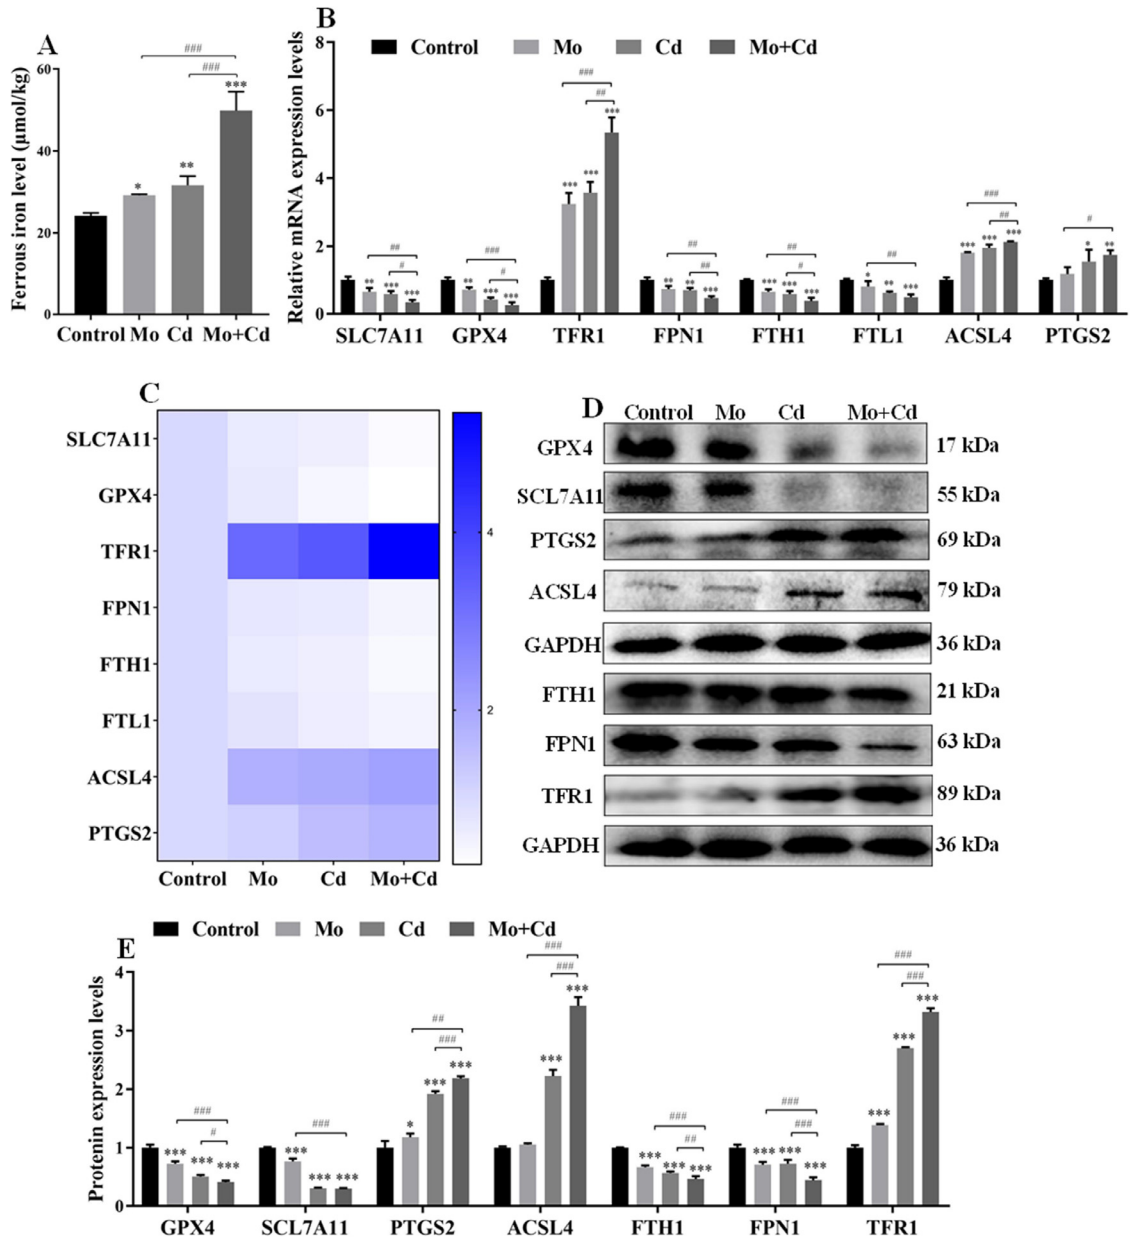 A
Ferrous iron level (µmol/kg)
60
40
20
0
###
###
*
**
***
Control Mo Cd Mo+Cd
B
Control Mo Cd Mo+Cd
Relative mRNA expression levels
8
6
4
2
0
## # ** *** ***
### # ** *** ***
### ## *** *** ***
## ## ** ** ***
## # ** *** ***
## * ** ***
### ## *** *** ***
# * **
SLC7A11 GPX4 TFR1 FPN1 FTH1 FTL1 ACSL4 PTGS2
C
SLC7A11
GPX4
TFR1
FPN1
FTH1
FTL1
ACSL4
PTGS2
Control Mo Cd Mo+Cd
4
2
D
Control Mo Cd Mo+Cd
GPX4 17 kDa
SCL7A11 55 kDa
PTGS2 69 kDa
ACSL4 79 kDa
GAPDH 36 kDa
FTH1 21 kDa
FPN1 63 kDa
TFR1 89 kDa
GAPDH 36 kDa
E
Control Mo Cd Mo+Cd
Protenin expression levels
4
3
2
1
0
### # *** *** ***
### *** *** ***
## ### * *** ***
### ### *** ***
### ## *** *** ***
### ### *** *** ***
### ### *** *** ***
GPX4 SCL7A11 PTGS2 ACSL4 FTH1 FPN1 TFR1